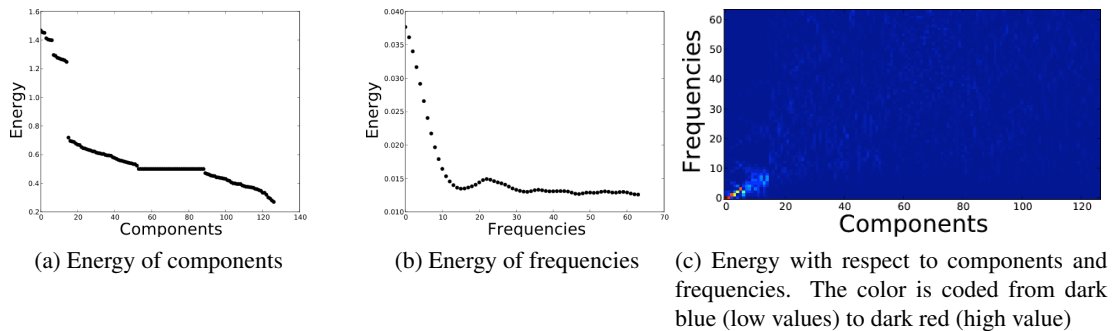 1.6
1.4
1.2
1.0
0.8
0.6
0.4
0.2
Energy
0 20 40 60 80 100 120 140
Components
(a) Energy of components
0.040
0.035
0.030
0.025
0.020
0.015
0.010
Energy
0 10 20 30 40 50 60 70
Frequencies
(b) Energy of frequencies
60
50
40
30
20
10
0
Frequencies
0 20 40 60 80 100 120
Components
(c) Energy with respect to components and
frequencies. The color is coded from dark
blue (low values) to dark red (high value)